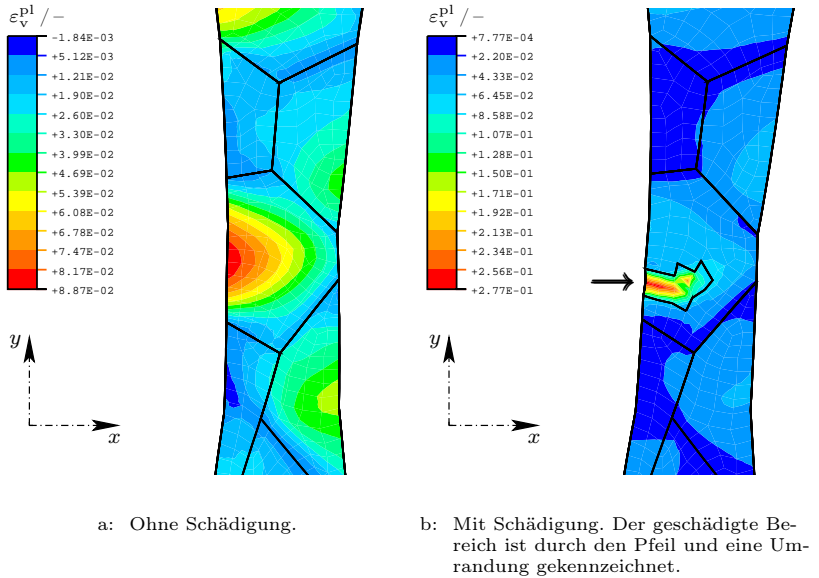 ε_v^pl / −
-1.84E-03
+5.12E-03
+1.21E-02
+1.90E-02
+2.60E-02
+3.30E-02
+3.99E-02
+4.69E-02
+5.39E-02
+6.08E-02
+6.78E-02
+7.47E-02
+8.17E-02
+8.87E-02
y
x
a: Ohne Schädigung.
ε_v^pl / −
+7.77E-04
+2.20E-02
+4.33E-02
+6.45E-02
+8.58E-02
+1.07E-01
+1.28E-01
+1.50E-01
+1.71E-01
+1.92E-01
+2.13E-01
+2.34E-01
+2.56E-01
+2.77E-01
y
x
b: Mit Schädigung. Der geschädigte Be-
reich ist durch den Pfeil und eine Um-
randung gekennzeichnet.